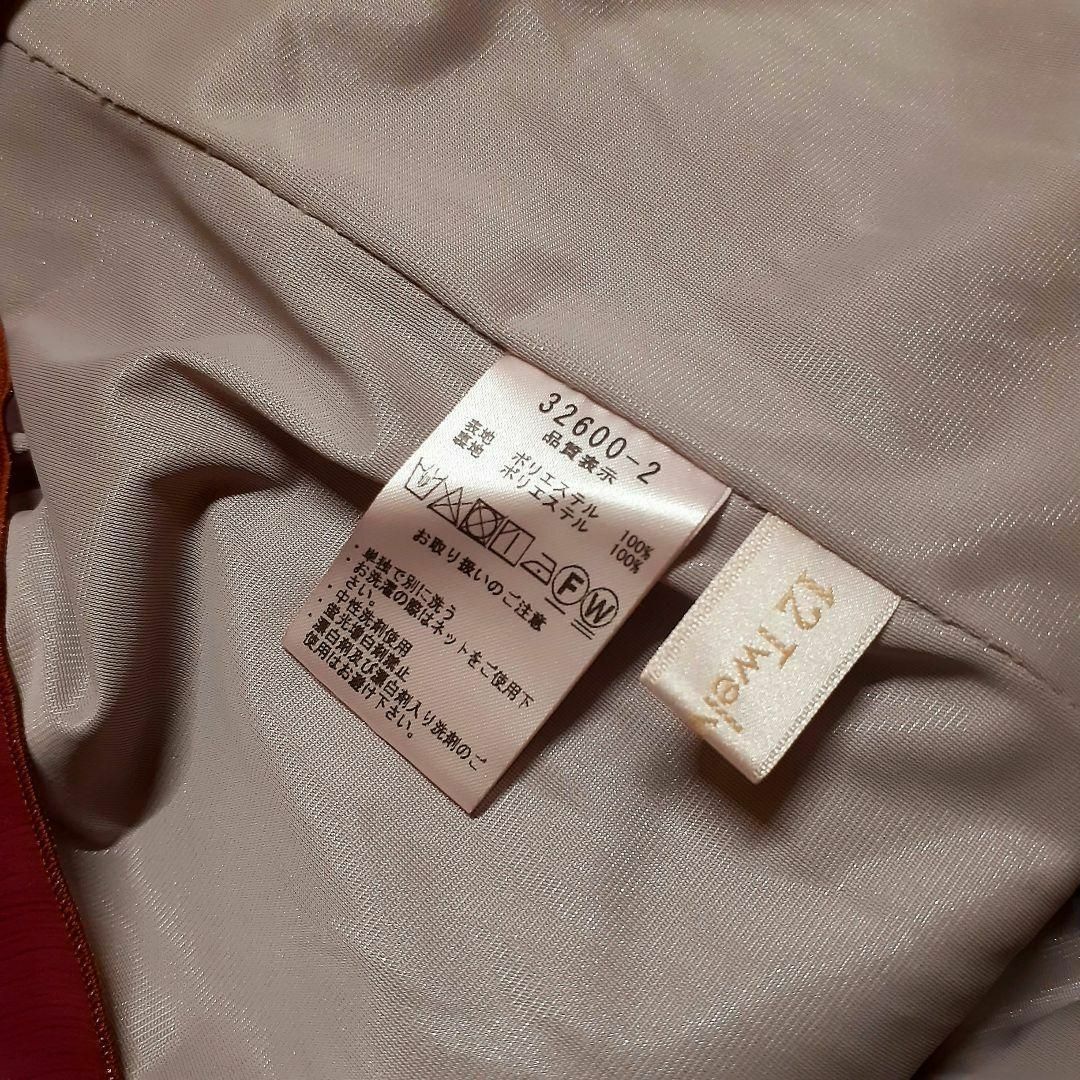 32600-2
品質表示
表地 ポリエステル 100%
裏地 ポリエステル 100%
F W
お取り扱いのご注意
・単独で別に洗う
・お洗濯の際はネットをご使用下
さい。
・中性洗剤使用
・蛍光増白剤禁止
・漂白剤及び漂白剤入り洗剤のご
使用はお避け下さい。
12 Twelv